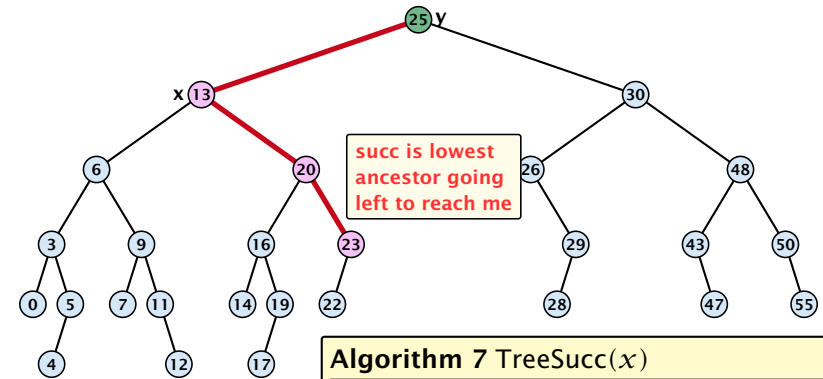 25 y
x 13 30
6 20 26 48
succ is lowest
ancestor going
left to reach me
3 9 16 23 29 43 50
0 5 7 11 14 19 22 28 47 55
4 12 17
Algorithm 7 TreeSucc(x)